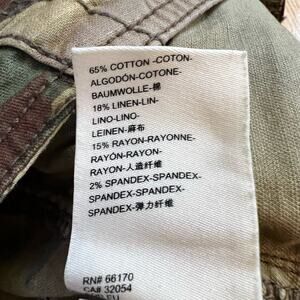 65% COTTON -COTON-
ALGODÓN-COTONE-
BAUMWOLLE-棉
18% LINEN-LIN-
LINO-LINO-
LEINEN-麻布
15% RAYON-RAYONNE-
RAYÓN-RAYON-
RAYON-人造纤维
2% SPANDEX-SPANDEX-
SPANDEX-SPANDEX-
SPANDEX-弹力纤维
RN# 66170
CA# 32054